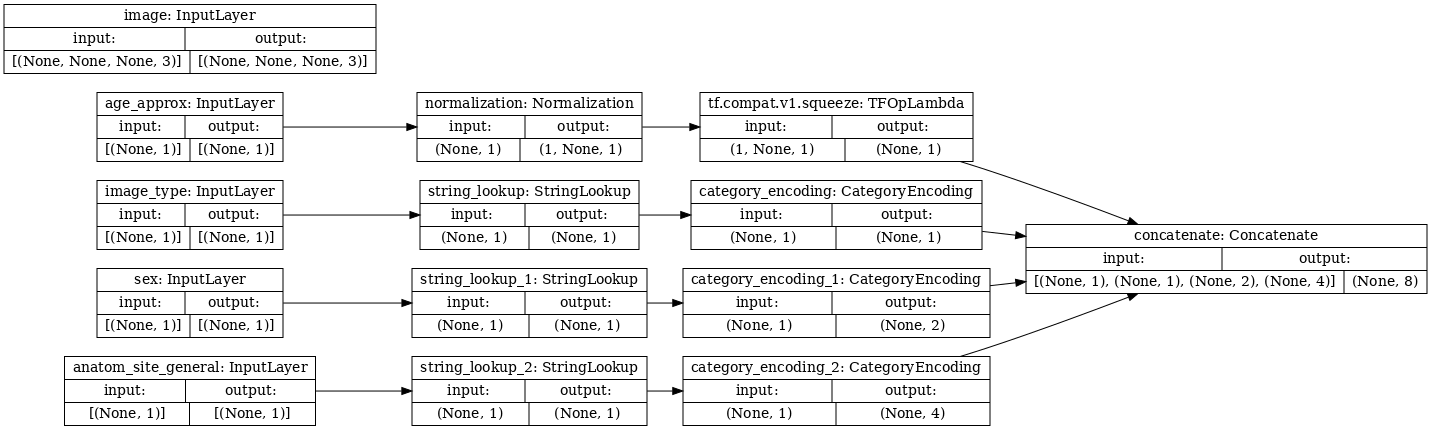 image: InputLayer
input: output:
[(None, None, None, 3)] [(None, None, None, 3)]
age_approx: InputLayer
input: output:
[(None, 1)] [(None, 1)]
normalization: Normalization
input: output:
(None, 1) (1, None, 1)
tf.compat.v1.squeeze: TFOpLambda
input: output:
(1, None, 1) (None, 1)
image_type: InputLayer
input: output:
[(None, 1)] [(None, 1)]
string_lookup: StringLookup
input: output:
(None, 1) (None, 1)
category_encoding: CategoryEncoding
input: output:
(None, 1) (None, 1)
sex: InputLayer
input: output:
[(None, 1)] [(None, 1)]
string_lookup_1: StringLookup
input: output:
(None, 1) (None, 1)
category_encoding_1: CategoryEncoding
input: output:
(None, 1) (None, 2)
anatom_site_general: InputLayer
input: output:
[(None, 1)] [(None, 1)]
string_lookup_2: StringLookup
input: output:
(None, 1) (None, 1)
category_encoding_2: CategoryEncoding
input: output:
(None, 1) (None, 4)
concatenate: Concatenate
input: output:
[(None, 1), (None, 1), (None, 2), (None, 4)] (None, 8)